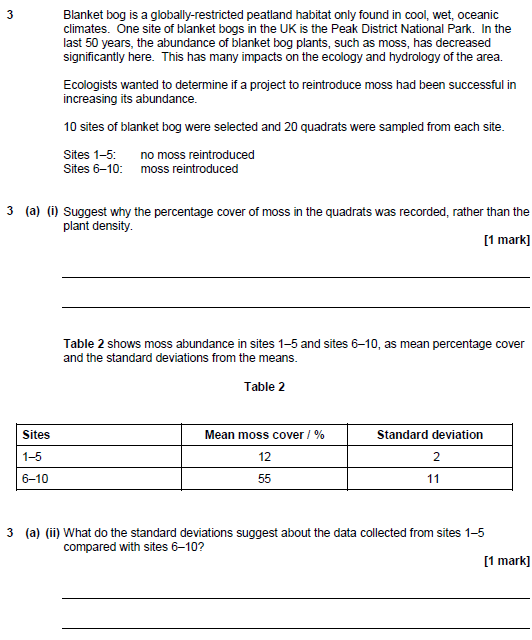 3 Blanket bog is a globally-restricted peatland habitat only found in cool, wet, oceanic
climates. One site of blanket bogs in the UK is the Peak District National Park. In the
last 50 years, the abundance of blanket bog plants, such as moss, has decreased
significantly here. This has many impacts on the ecology and hydrology of the area.
Ecologists wanted to determine if a project to reintroduce moss had been successful in
increasing its abundance.
10 sites of blanket bog were selected and 20 quadrats were sampled from each site.
Sites 1–5: no moss reintroduced
Sites 6–10: moss reintroduced
3 (a) (i) Suggest why the percentage cover of moss in the quadrats was recorded, rather than the
plant density.
[1 mark]
Table 2 shows moss abundance in sites 1–5 and sites 6–10, as mean percentage cover
and the standard deviations from the means.
Table 2
Sites Mean moss cover / % Standard deviation
1–5 12 2
6–10 55 11
3 (a) (ii) What do the standard deviations suggest about the data collected from sites 1–5
compared with sites 6–10?
[1 mark]